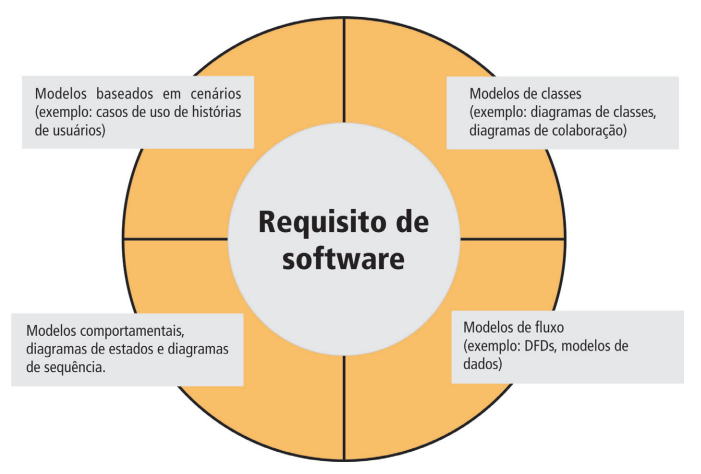 Modelos baseados em cenários
(exemplo: casos de uso de histórias
de usuários)
Modelos de classes
(exemplo: diagramas de classes,
diagramas de colaboração)
Requisito de
software
Modelos comportamentais,
diagramas de estados e diagramas
de sequência.
Modelos de fluxo
(exemplo: DFDs, modelos de
dados)